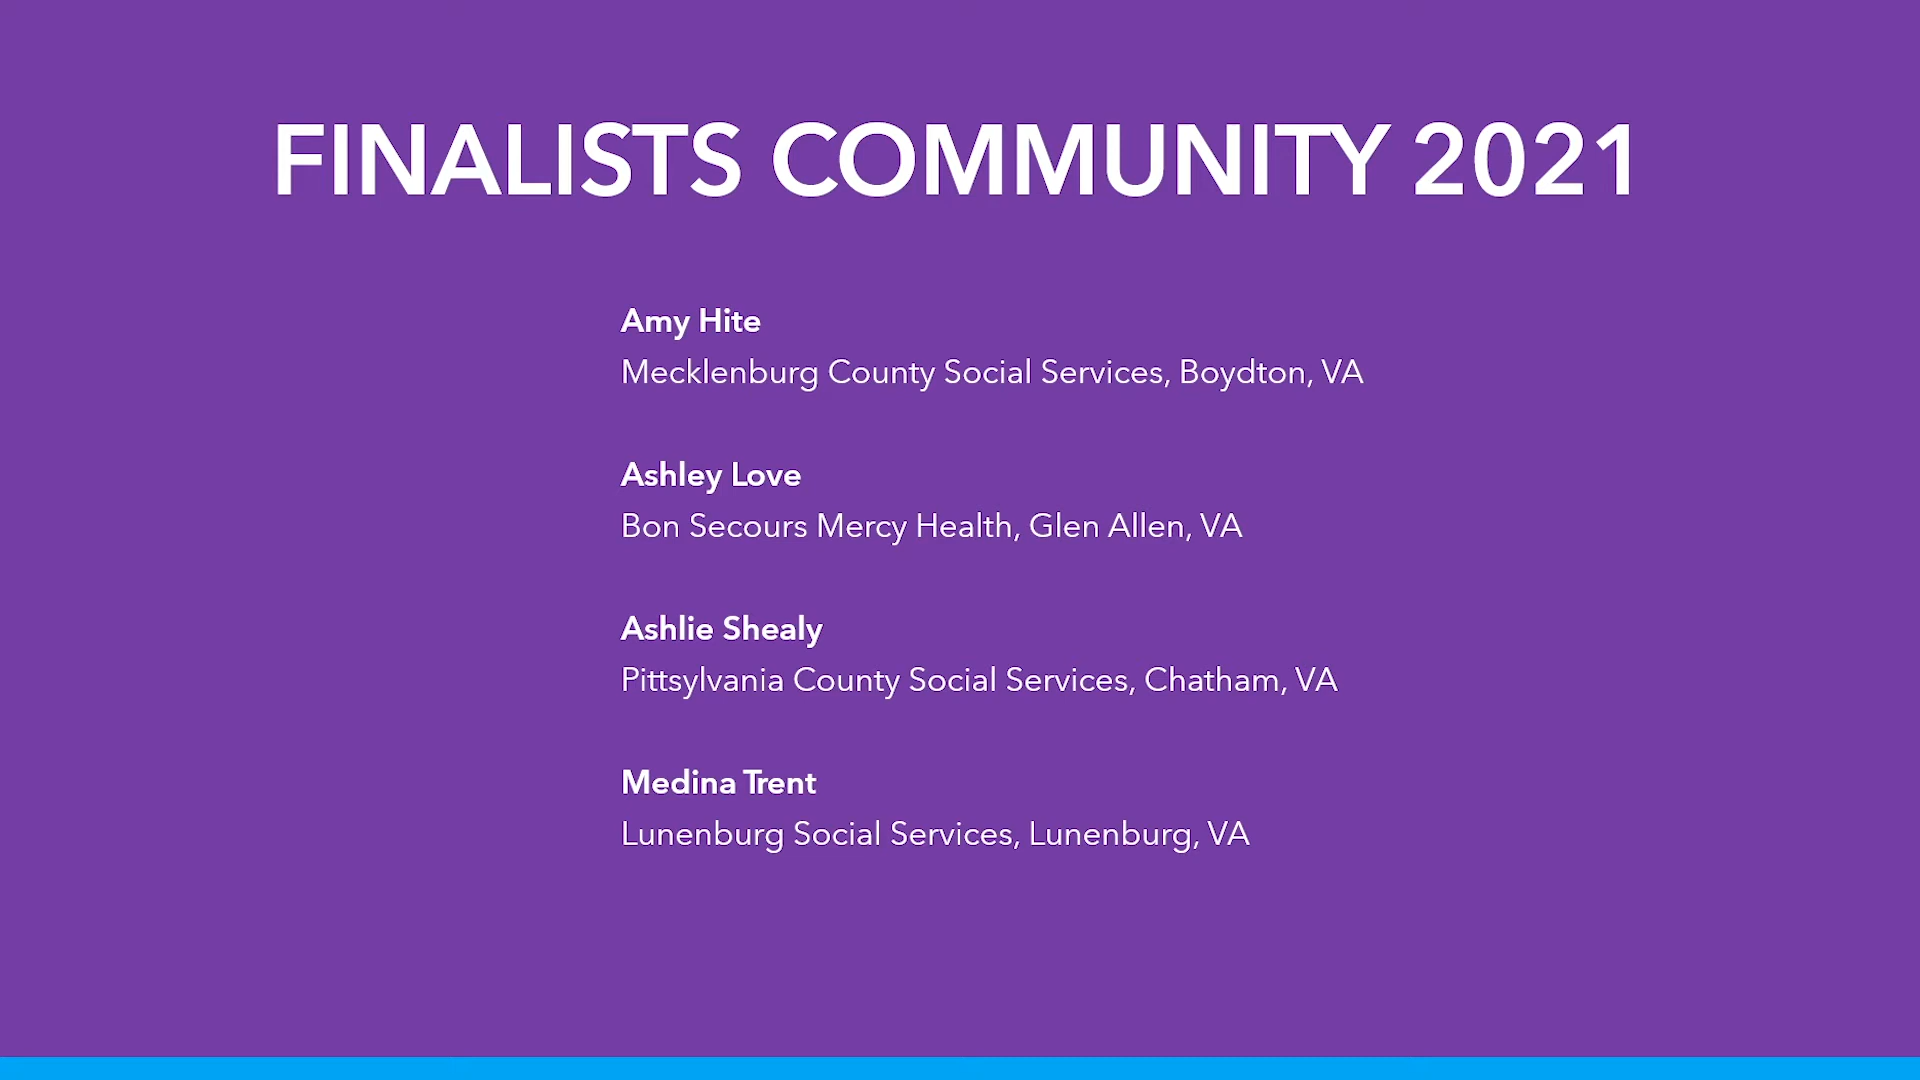 FINALISTS COMMUNITY 2021
Amy Hite
Mecklenburg County Social Services, Boydton, VA
Ashley Love
Bon Secours Mercy Health, Glen Allen, VA
Ashlie Shealy
Pittsylvania County Social Services, Chatham, VA
Medina Trent
Lunenburg Social Services, Lunenburg, VA